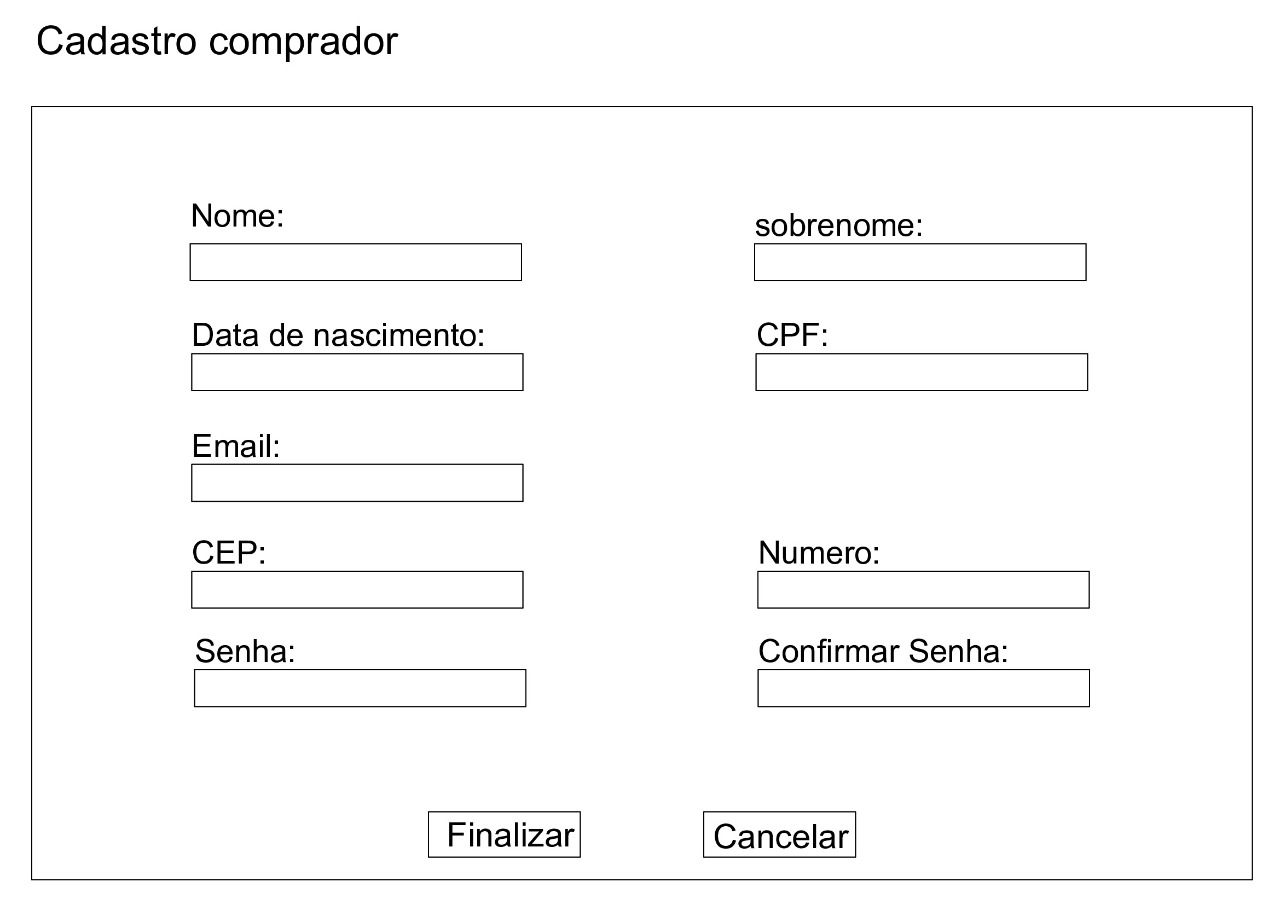 Cadastro comprador
Nome:
sobrenome:
Data de nascimento:
CPF:
Email:
CEP:
Numero:
Senha:
Confirmar Senha:
Finalizar
Cancelar